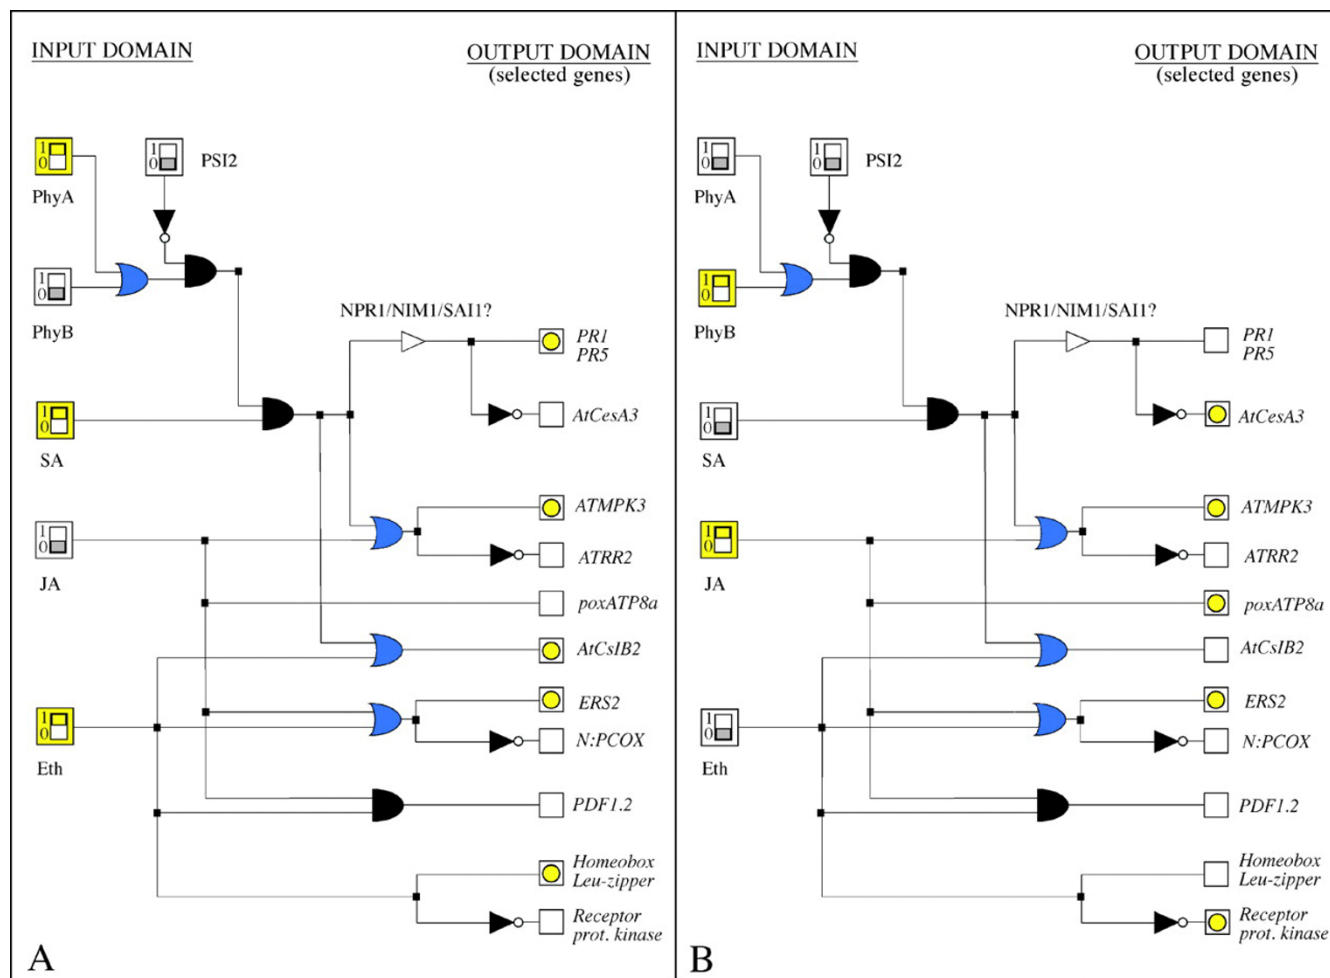 INPUT DOMAIN
OUTPUT DOMAIN
(selected genes)
1
0
PhyA
1
0
PSI2
1
0
PhyB
NPR1/NIM1/SAI1?
PR1
PR5
1
0
SA
AtCesA3
1
0
JA
ATMPK3
ATRR2
poxATP8a
AtCsIB2
1
0
Eth
ERS2
N:PCOX
PDF1.2
Homeobox
Leu-zipper
Receptor
prot. kinase
A
INPUT DOMAIN
OUTPUT DOMAIN
(selected genes)
1
0
PhyA
1
0
PSI2
1
0
PhyB
NPR1/NIM1/SAI1?
PR1
PR5
1
0
SA
AtCesA3
1
0
JA
ATMPK3
ATRR2
poxATP8a
AtCsIB2
1
0
Eth
ERS2
N:PCOX
PDF1.2
Homeobox
Leu-zipper
Receptor
prot. kinase
B